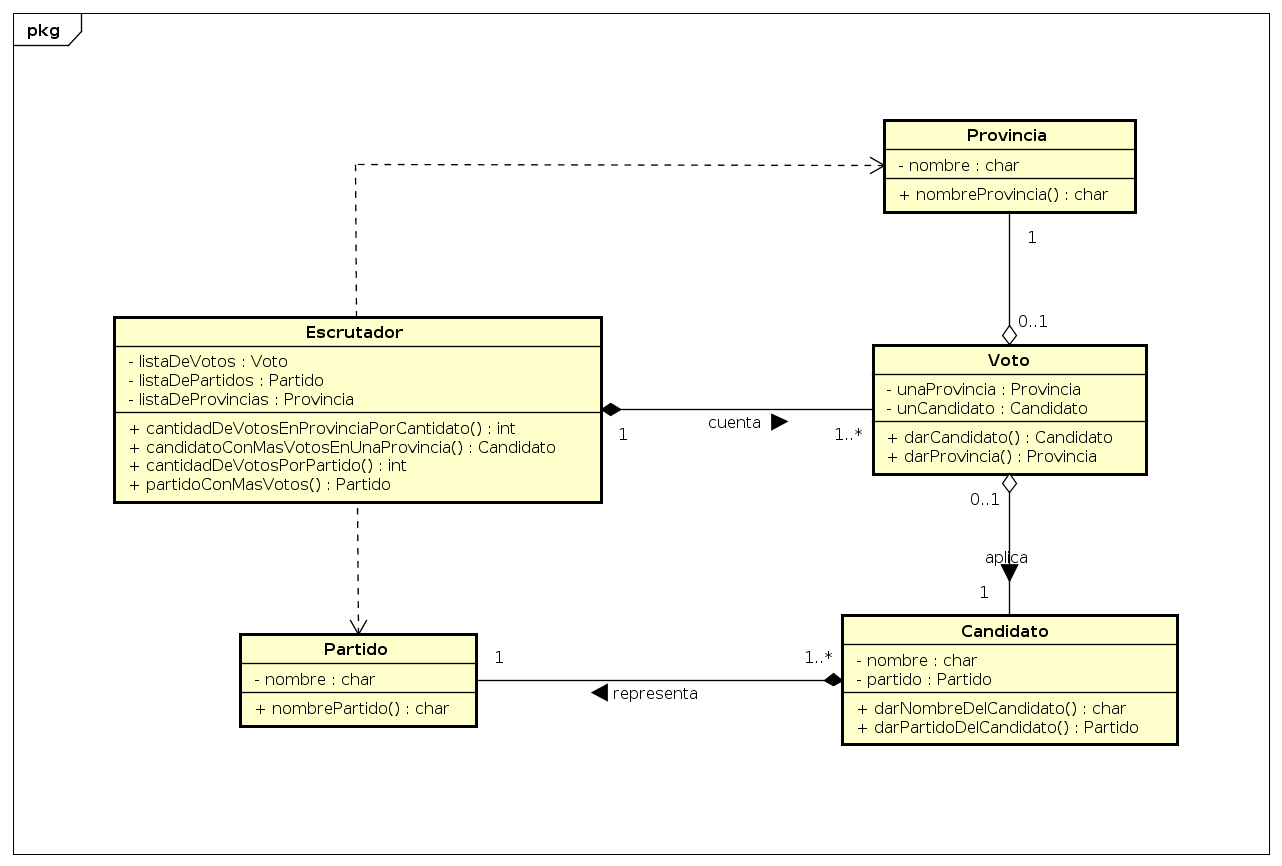 pkg
Provincia
- nombre : char
+ nombreProvincia() : char
1
0..1
Escrutador
- listaDeVotos : Voto
- listaDePartidos : Partido
- listaDeProvincias : Provincia
+ cantidadDeVotosEnProvinciaPorCantidato() : int
+ candidatoConMasVotosEnUnaProvincia() : Candidato
+ cantidadDeVotosPorPartido() : int
+ partidoConMasVotos() : Partido
1
cuenta
1..*
Voto
- unaProvincia : Provincia
- unCandidato : Candidato
+ darCandidato() : Candidato
+ darProvincia() : Provincia
0..1
aplica
1
Partido
- nombre : char
+ nombrePartido() : char
1
representa
1..*
Candidato
- nombre : char
- partido : Partido
+ darNombreDelCandidato() : char
+ darPartidoDelCandidato() : Partido